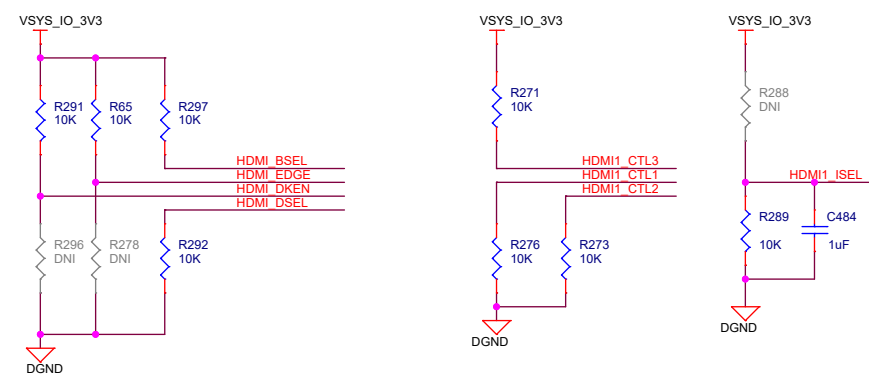 VSYS_IO_3V3
VSYS_IO_3V3
VSYS_IO_3V3
R291
10K
R65
10K
R297
10K
R271
10K
R288
DNI
HDMI_BSEL
HDMI_EDGE
HDMI_DKEN
HDMI_DSEL
HDMI1_CTL3
HDMI1_CTL1
HDMI1_CTL2
HDMI1_ISEL
R296
DNI
R278
DNI
R292
10K
R276
10K
R273
10K
R289
10K
C484
1uF
DGND
DGND
DGND